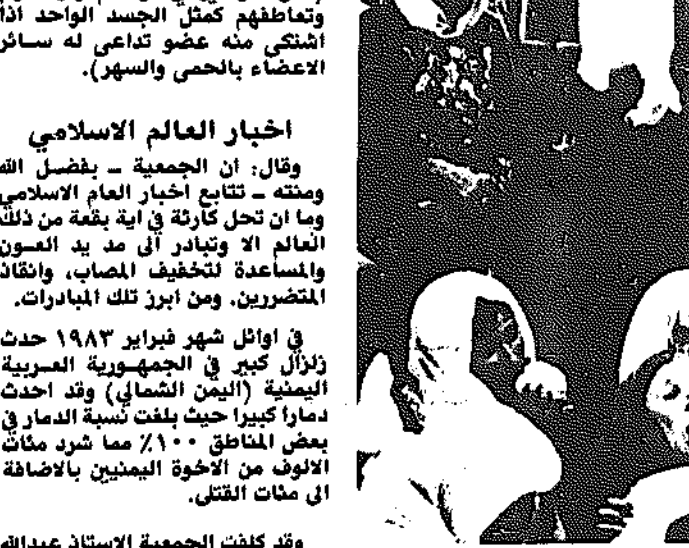 وتعاطفهم كمثل الجسد الواحد اذا
اشتكى منه عضو تداعى له سائر
الاعضاء بالحمى والسهر).
اخبار العالم الاسلامي
وقال: ان الجمعية ـ بفضل الله
ومنته ـ تتابع اخبار العام الاسلامي
وما ان تحل كارثة في اية بقعة من ذلك
العالم الا وتبادر الى مد يد العون
والمساعدة لتخفيف المصاب، وانقاذ
المتضررين. ومن ابرز تلك المبادرات.
في اوائل شهر فبراير ١٩٨٣ حدث
زلزال كبير في الجمهورية العربية
اليمنية (اليمن الشمالي) وقد احدث
دمارا كبيرا حيث بلغت نسبة الدمار في
بعض المناطق ١٠٠٪ مما شرد مئات
الالوف من الاخوة اليمنيين بالاضافة
الى مئات القتلى.
وقد كلفت الجمعية الاستاذ عبدالله